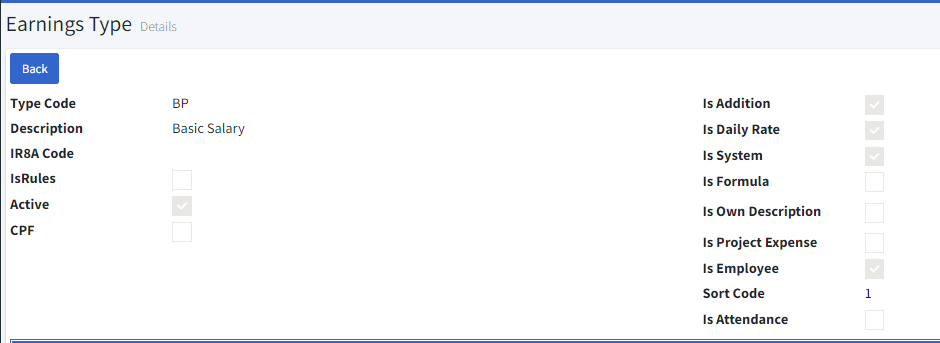 Earnings Type Details
Back
Type Code BP
Description Basic Salary
IR8A Code
IsRules
Active
CPF
Is Addition
Is Daily Rate
Is System
Is Formula
Is Own Description
Is Project Expense
Is Employee
Sort Code 1
Is Attendance